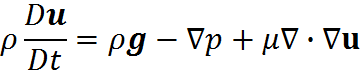 ρ D𝒖/Dt = ρ𝒈 − ∇p + μ∇ · ∇𝐮